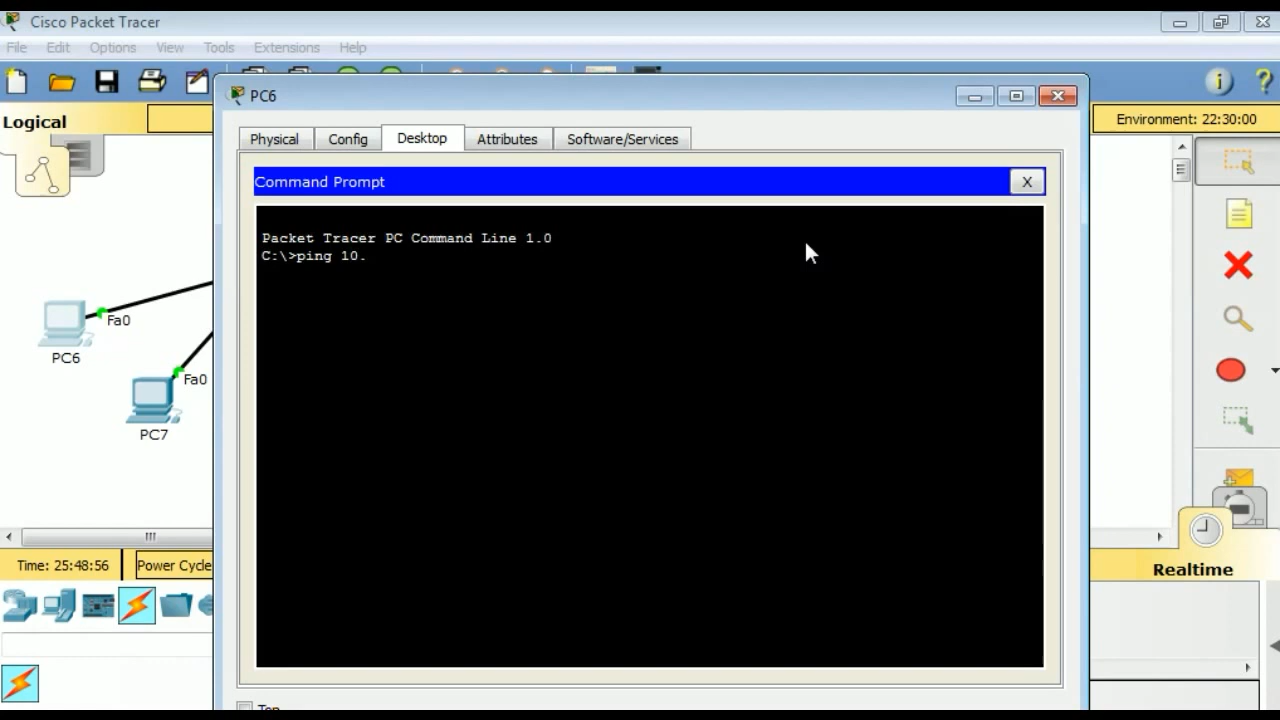 Cisco Packet Tracer
File Edit Options View Tools Extensions Help
PC6
Logical
Environment: 22:30:00
Physical Config Desktop Attributes Software/Services
Command Prompt X
Packet Tracer PC Command Line 1.0
C:\>ping 10.
Fa0
PC6
Fa0
PC7
Time: 25:48:56
Power Cycle
Realtime